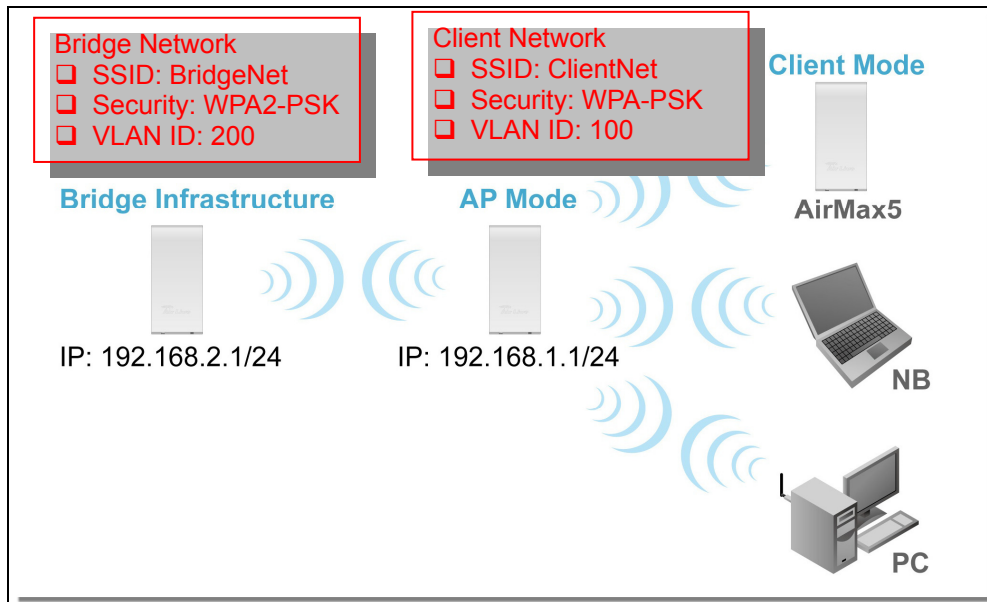 Bridge Network
❑ SSID: BridgeNet
❑ Security: WPA2-PSK
❑ VLAN ID: 200
Client Network
❑ SSID: ClientNet
❑ Security: WPA-PSK
❑ VLAN ID: 100
Client Mode
Bridge Infrastructure
AP Mode
AirMax5
IP: 192.168.2.1/24
IP: 192.168.1.1/24
NB
PC